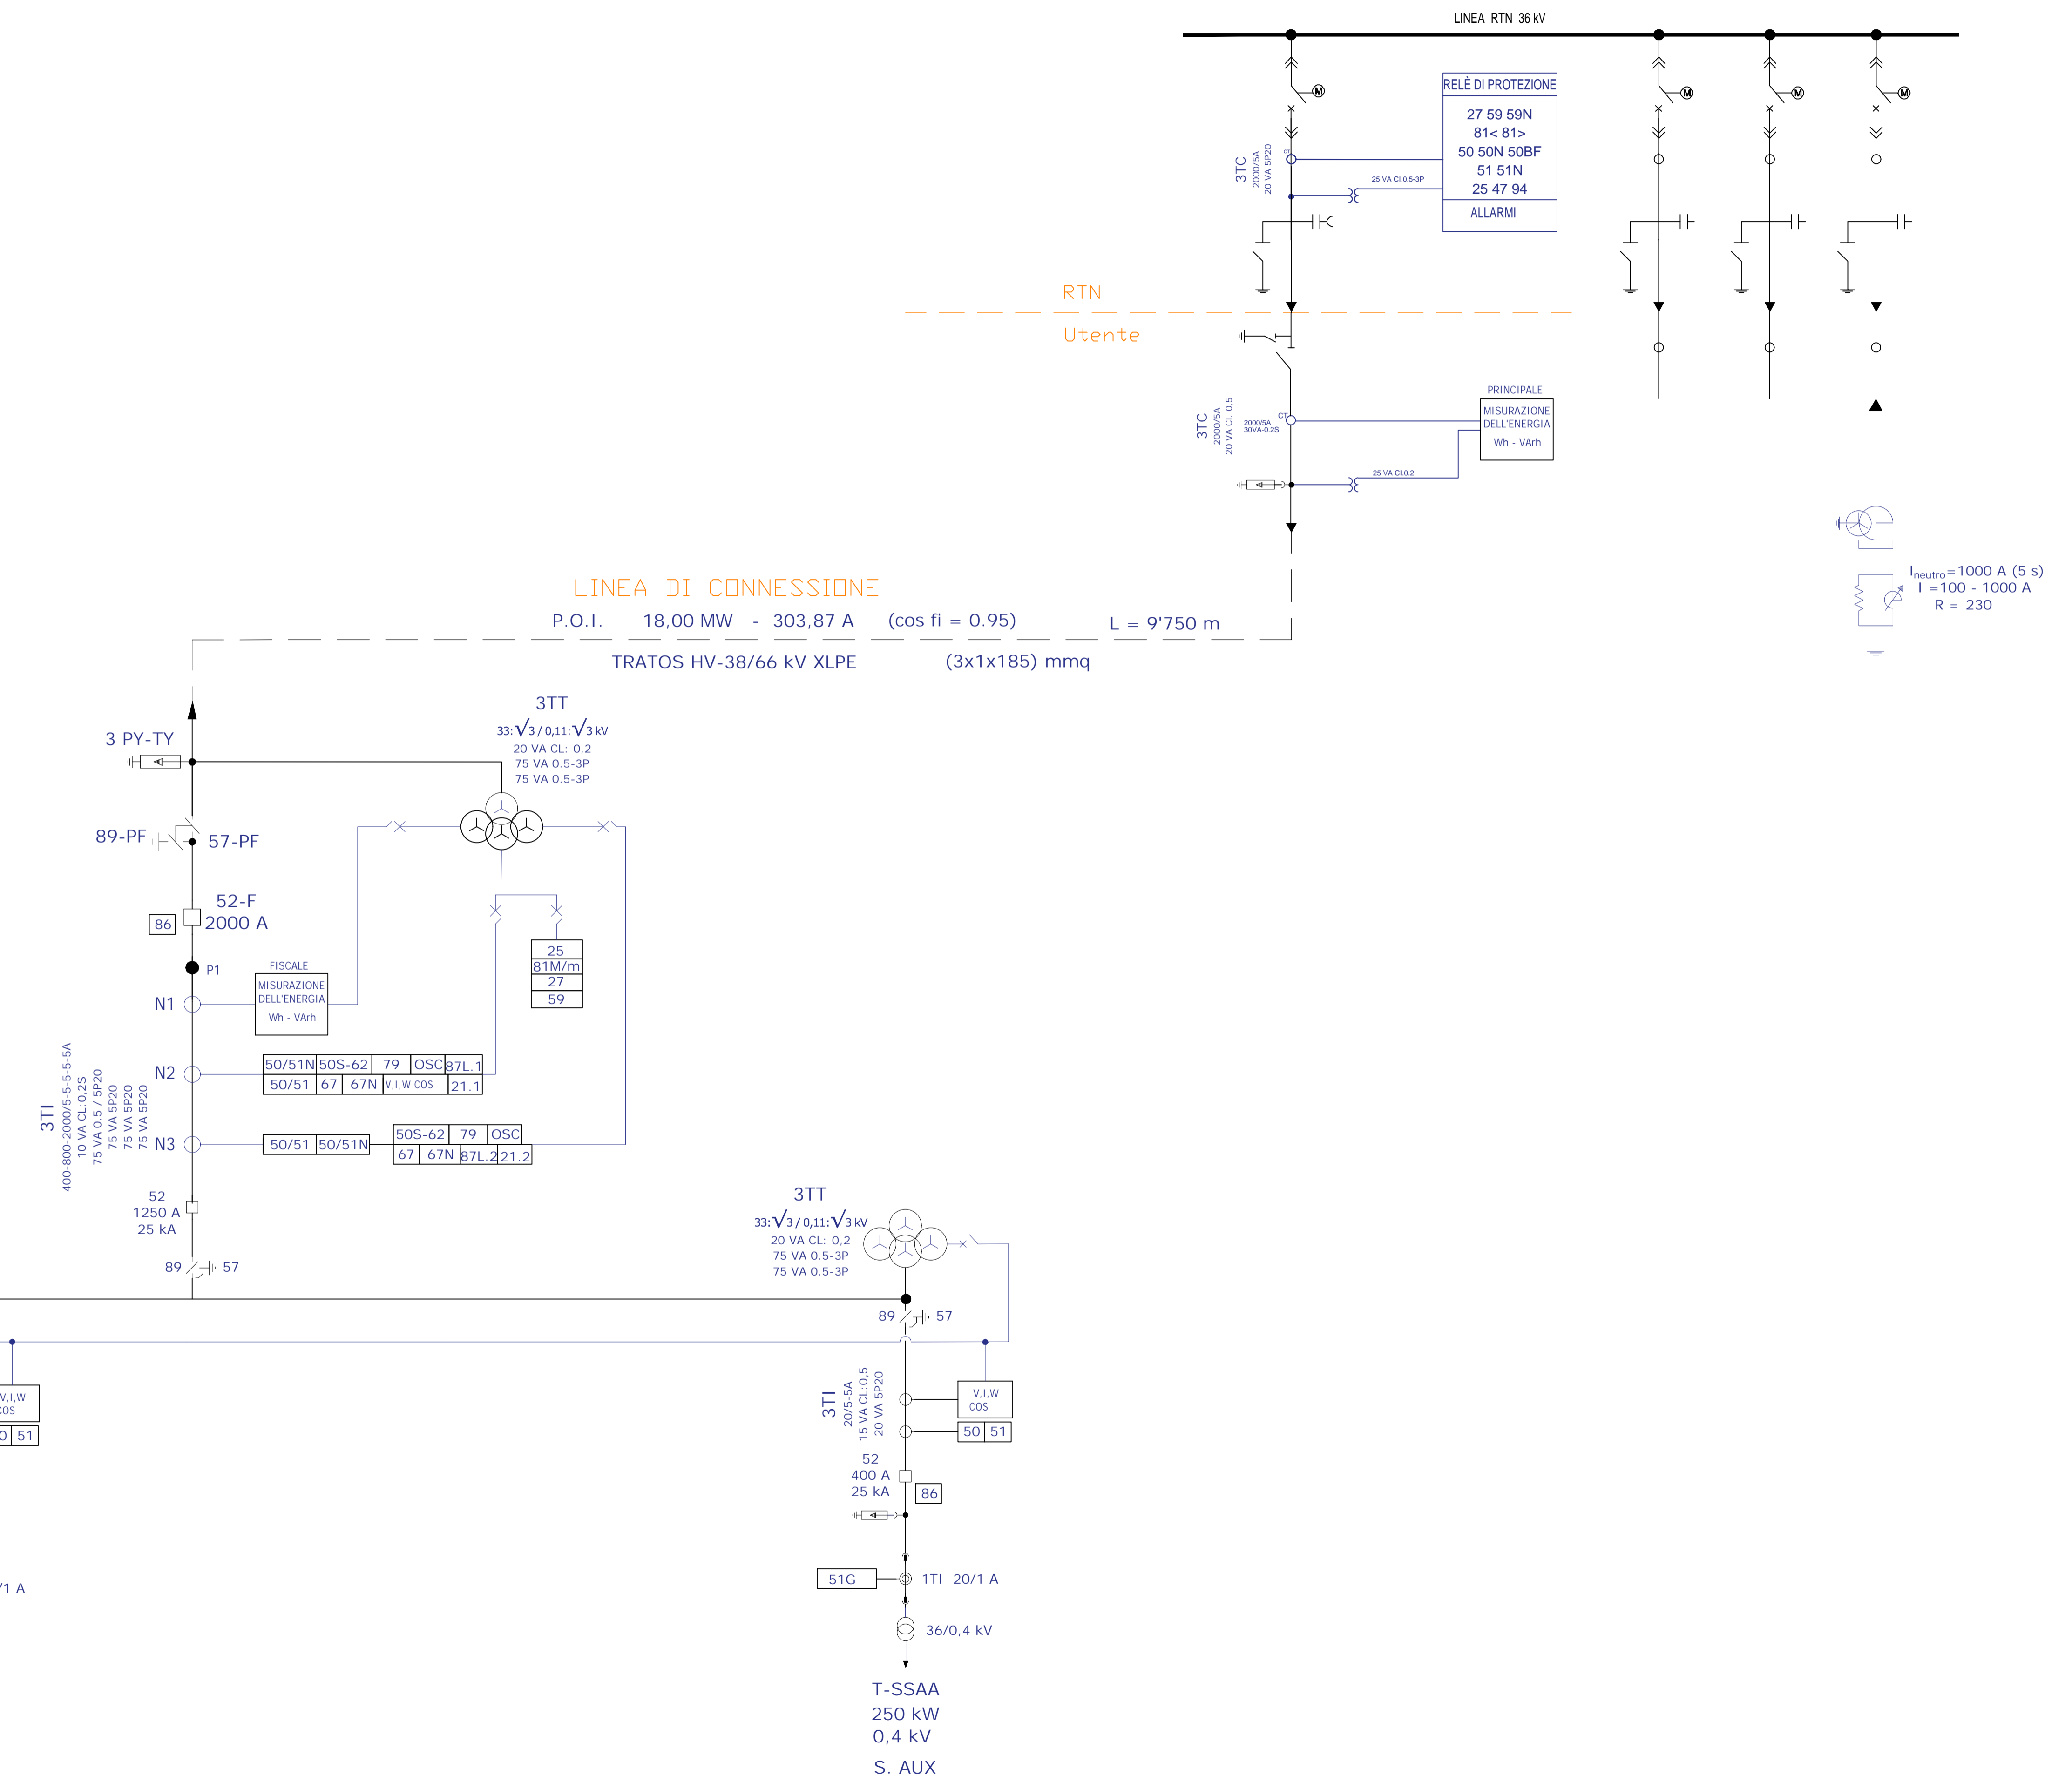 LINEA RTN 36 kV
M
M
M
M
RELÈ DI PROTEZIONE
27 59 59N
81< 81>
50 50N 50BF
51 51N
25 47 94
ALLARMI
3TC
2000/5A
20 VA 5P20
25 VA Cl.0.5-3P
RTN
Utente
3TC
2000/5A
20 VA Cl. 0,5
CT
2000/5A
30VA-0.2S
PRINCIPALE
MISURAZIONE
DELL'ENERGIA
Wh - VArh
25 VA Cl.0.2
Ineutro=1000 A (5 s)
I =100 - 1000 A
R = 230
LINEA DI CONNESSIONE
P.O.I. 18,00 MW - 303,87 A (cos fi = 0.95) L = 9'750 m
TRATOS HV-38/66 kV XLPE (3x1x185) mmq
3TT
33:√3 / 0,11:√3 kV
20 VA CL: 0,2
75 VA 0.5-3P
75 VA 0.5-3P
3 PY-TY
89-PF
57-PF
52-F
2000 A
86
P1
25
81M/m
27
59
FISCALE
MISURAZIONE
DELL'ENERGIA
Wh - VArh
N1
N2
50/51N 50S-62 79 OSC 87L.1
50/51 67 67N V,I,W COS 21.1
N3
50/51 50/51N
50S-62 79 OSC
67 67N 87L.2 21.2
3TI
400-800-2000/5-5-5-5-5A
10 VA CL:0,2S
75 VA 0.5 / 5P20
75 VA 5P20
75 VA 5P20
75 VA 5P20
52
1250 A
25 kA
89
57
3TT
33:√3 / 0,11:√3 kV
20 VA CL: 0,2
75 VA 0.5-3P
75 VA 0.5-3P
89
57
V,I,W
COS
0 51
3TI
20/5-5A
15 VA CL:0,5
20 VA 5P20
V,I,W
COS
50 51
52
400 A
25 kA
86
/1 A
51G
1TI 20/1 A
36/0,4 kV
T-SSAA
250 kW
0,4 kV
S. AUX